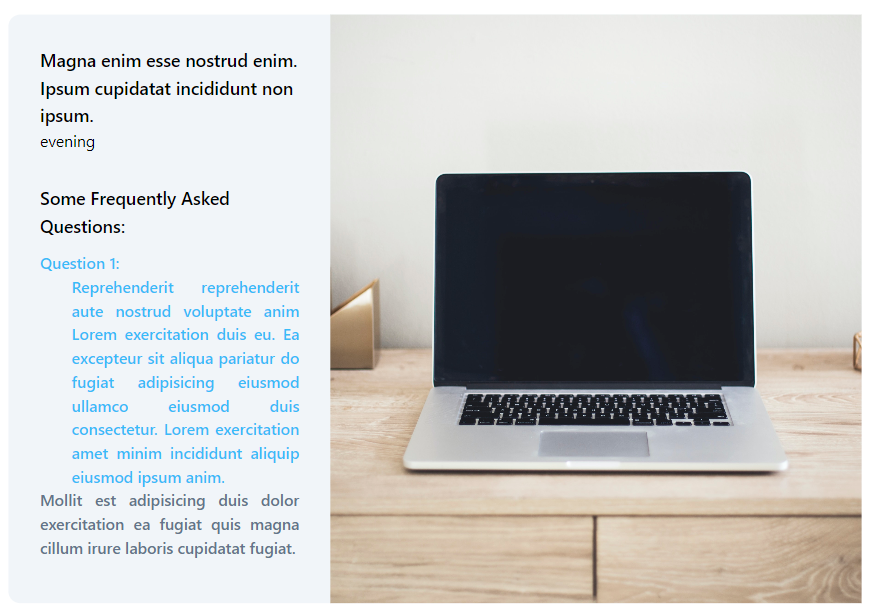 Magna enim esse nostrud enim.
Ipsum cupidatat incididunt non
ipsum.
evening
Some Frequently Asked
Questions:
Question 1:
Reprehenderit reprehenderit
aute nostrud voluptate anim
Lorem exercitation duis eu. Ea
excepteur sit aliqua pariatur do
fugiat adipisicing eiusmod
ullamco eiusmod duis
consectetur. Lorem exercitation
amet minim incididunt aliquip
eiusmod ipsum anim.
Mollit est adipisicing duis dolor
exercitation ea fugiat quis magna
cillum irure laboris cupidatat fugiat.